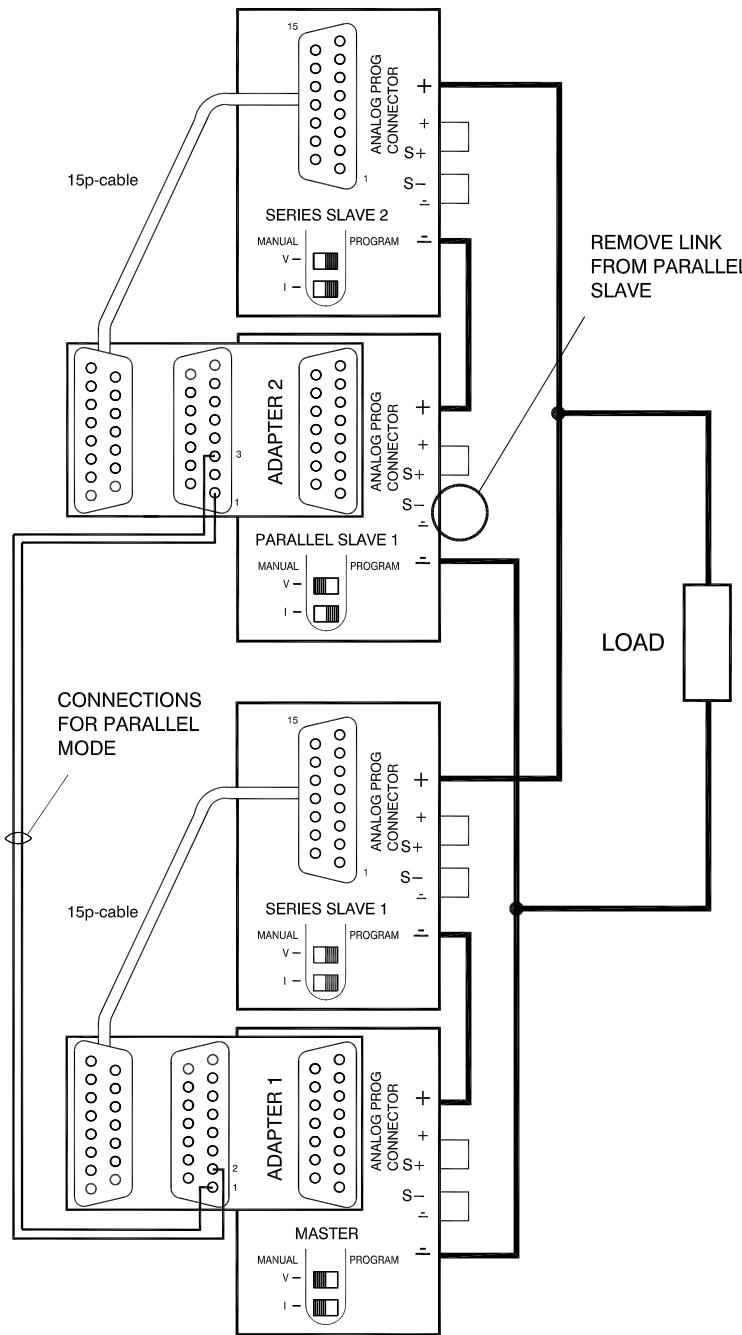 15
ANALOG PROG
CONNECTOR
+
+
S+
S−
−
1
15p-cable
SERIES SLAVE 2
MANUAL
PROGRAM
−
V −
I −
REMOVE LINK
FROM PARALLEL
SLAVE
ADAPTER 2
3
1
ANALOG PROG
CONNECTOR
+
+
S+
S−
−
PARALLEL SLAVE 1
MANUAL
PROGRAM
−
V −
I −
LOAD
CONNECTIONS
FOR PARALLEL
MODE
15
ANALOG PROG
CONNECTOR
+
+
S+
S−
−
1
15p-cable
SERIES SLAVE 1
MANUAL
PROGRAM
−
V −
I −
ADAPTER 1
2
1
ANALOG PROG
CONNECTOR
+
+
S+
S−
−
MASTER
MANUAL
PROGRAM
−
V −
I −